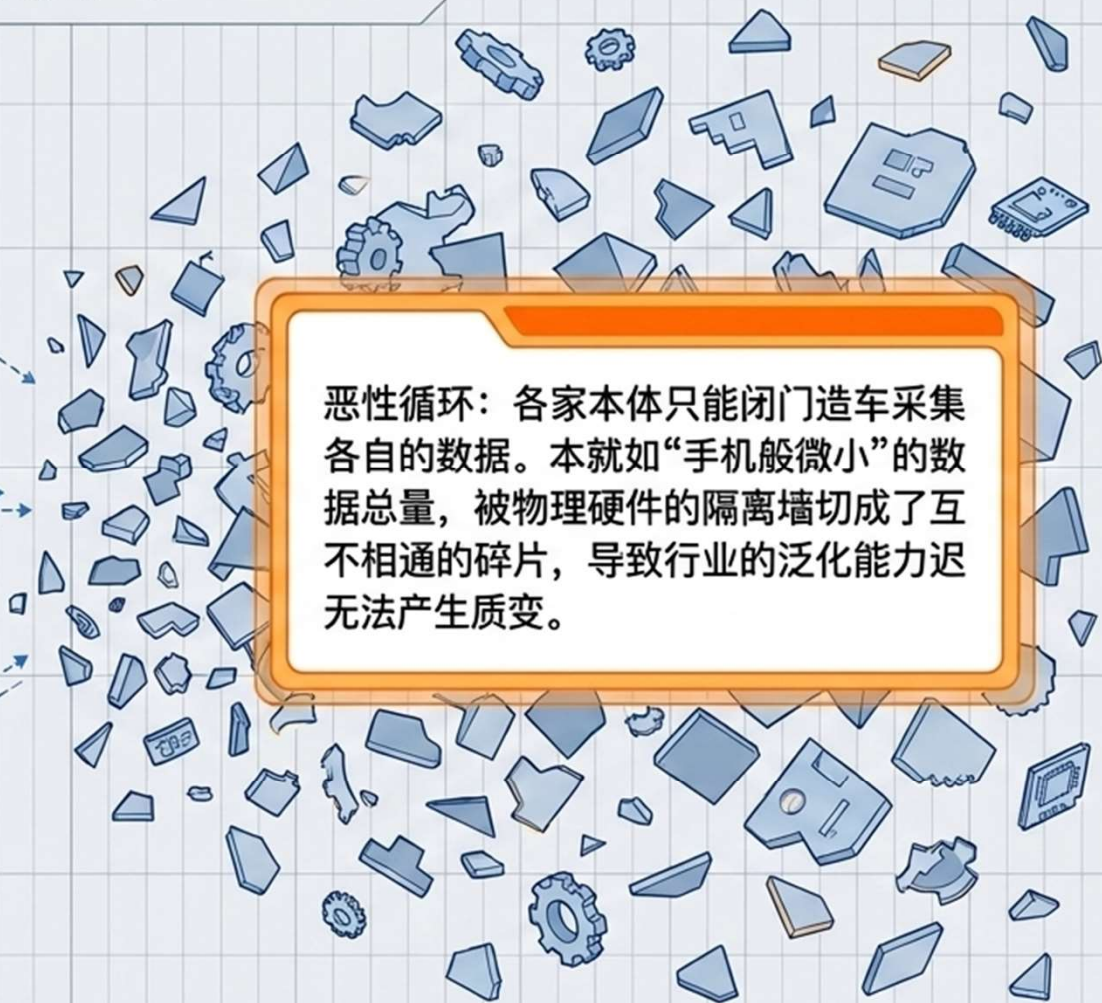 恶性循环：各家本体只能闭门造车采集
各自的数据。本就如“手机般微小”的数
据总量，被物理硬件的隔离墙切成了互
不相通的碎片，导致行业的泛化能力迟
无法产生质变。